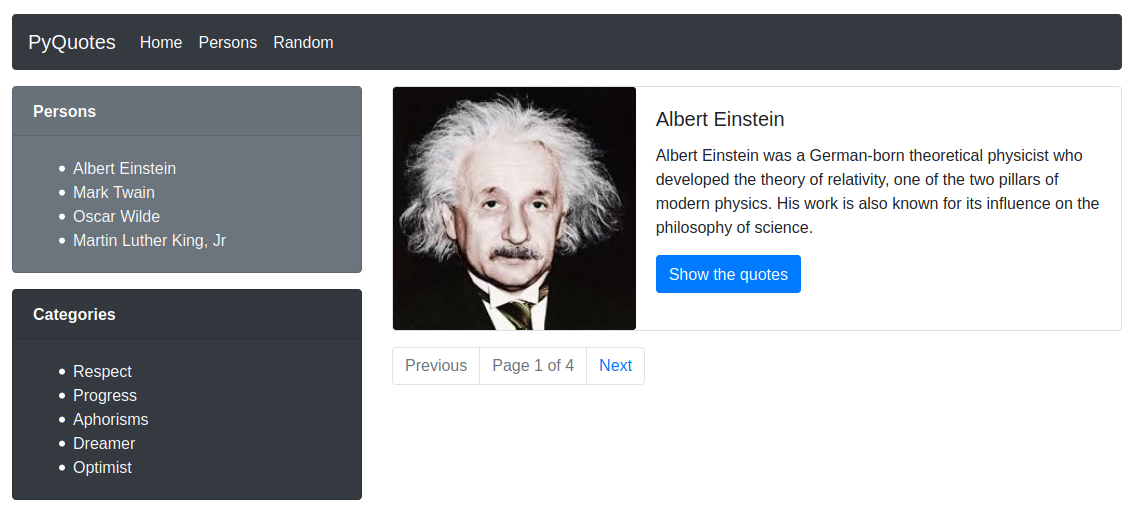 PyQuotes Home Persons Random
Persons
Albert Einstein
Mark Twain
Oscar Wilde
Martin Luther King, Jr
Categories
Respect
Progress
Aphorisms
Dreamer
Optimist
Albert Einstein
Albert Einstein was a German-born theoretical physicist who
developed the theory of relativity, one of the two pillars of
modern physics. His work is also known for its influence on the
philosophy of science.
Show the quotes
Previous Page 1 of 4 Next